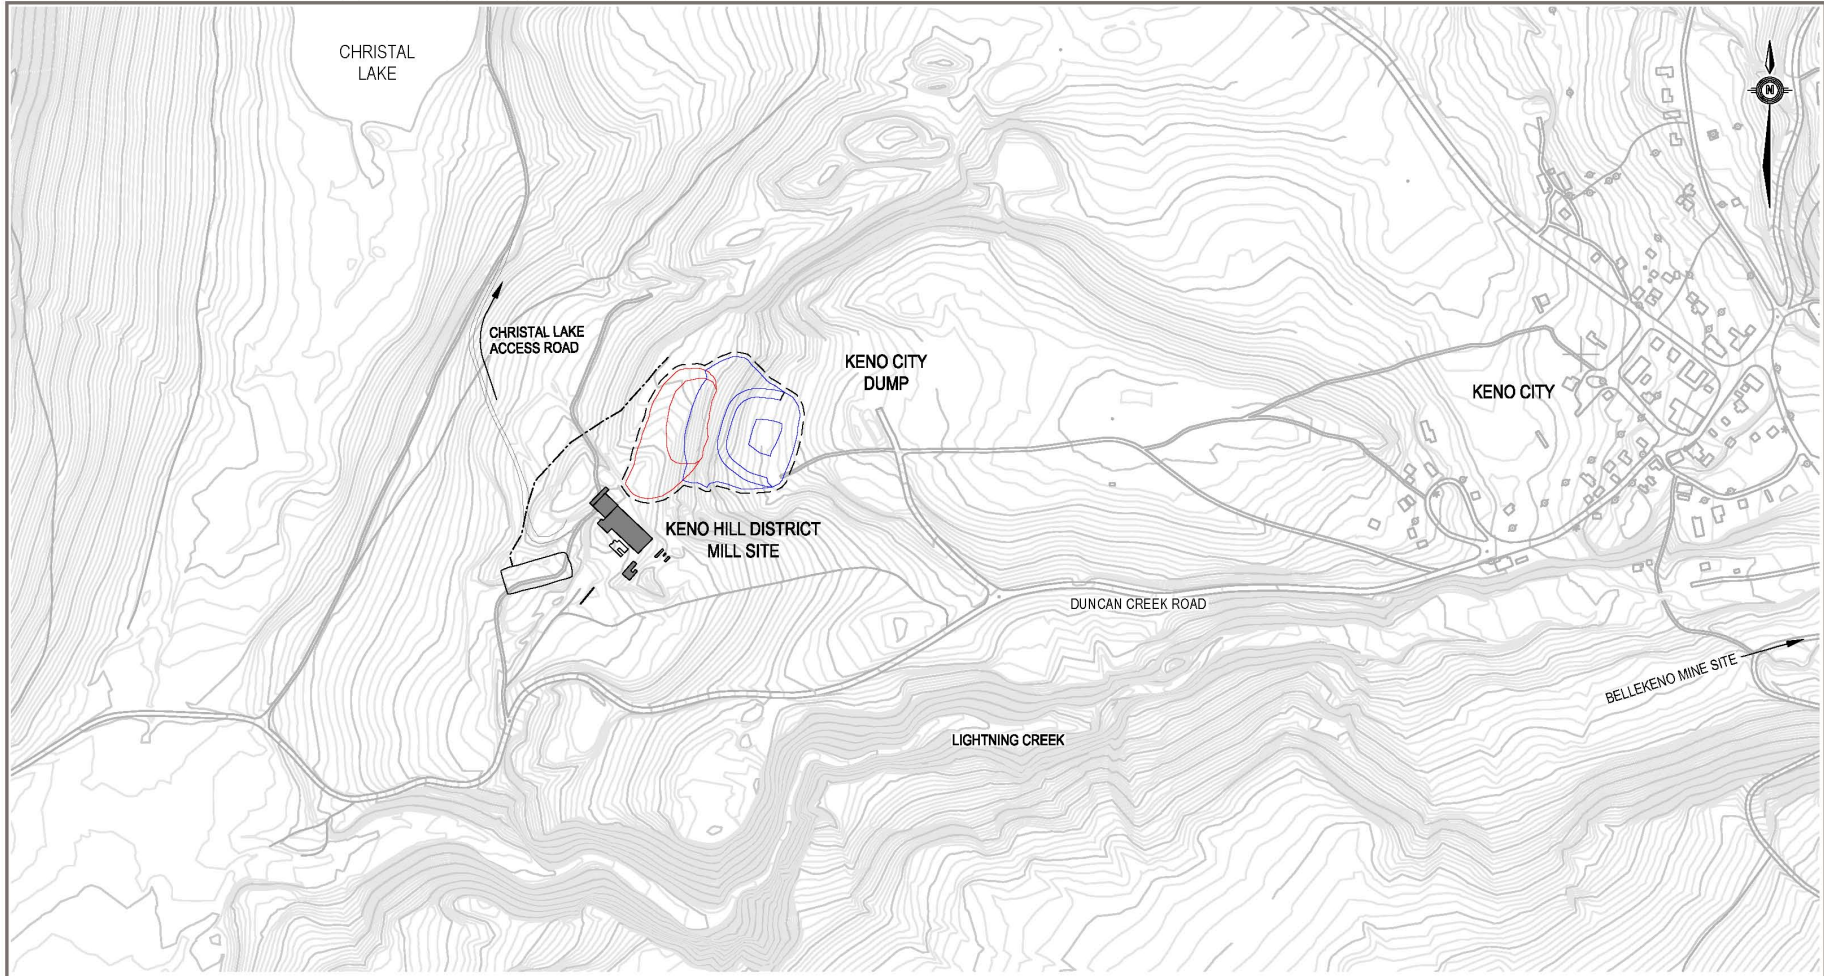 CHRISTAL
LAKE
N
CHRISTAL LAKE
ACCESS ROAD
KENO CITY
DUMP
KENO CITY
KENO HILL DISTRICT
MILL SITE
DUNCAN CREEK ROAD
BELLEKENO MINE SITE
LIGHTNING CREEK